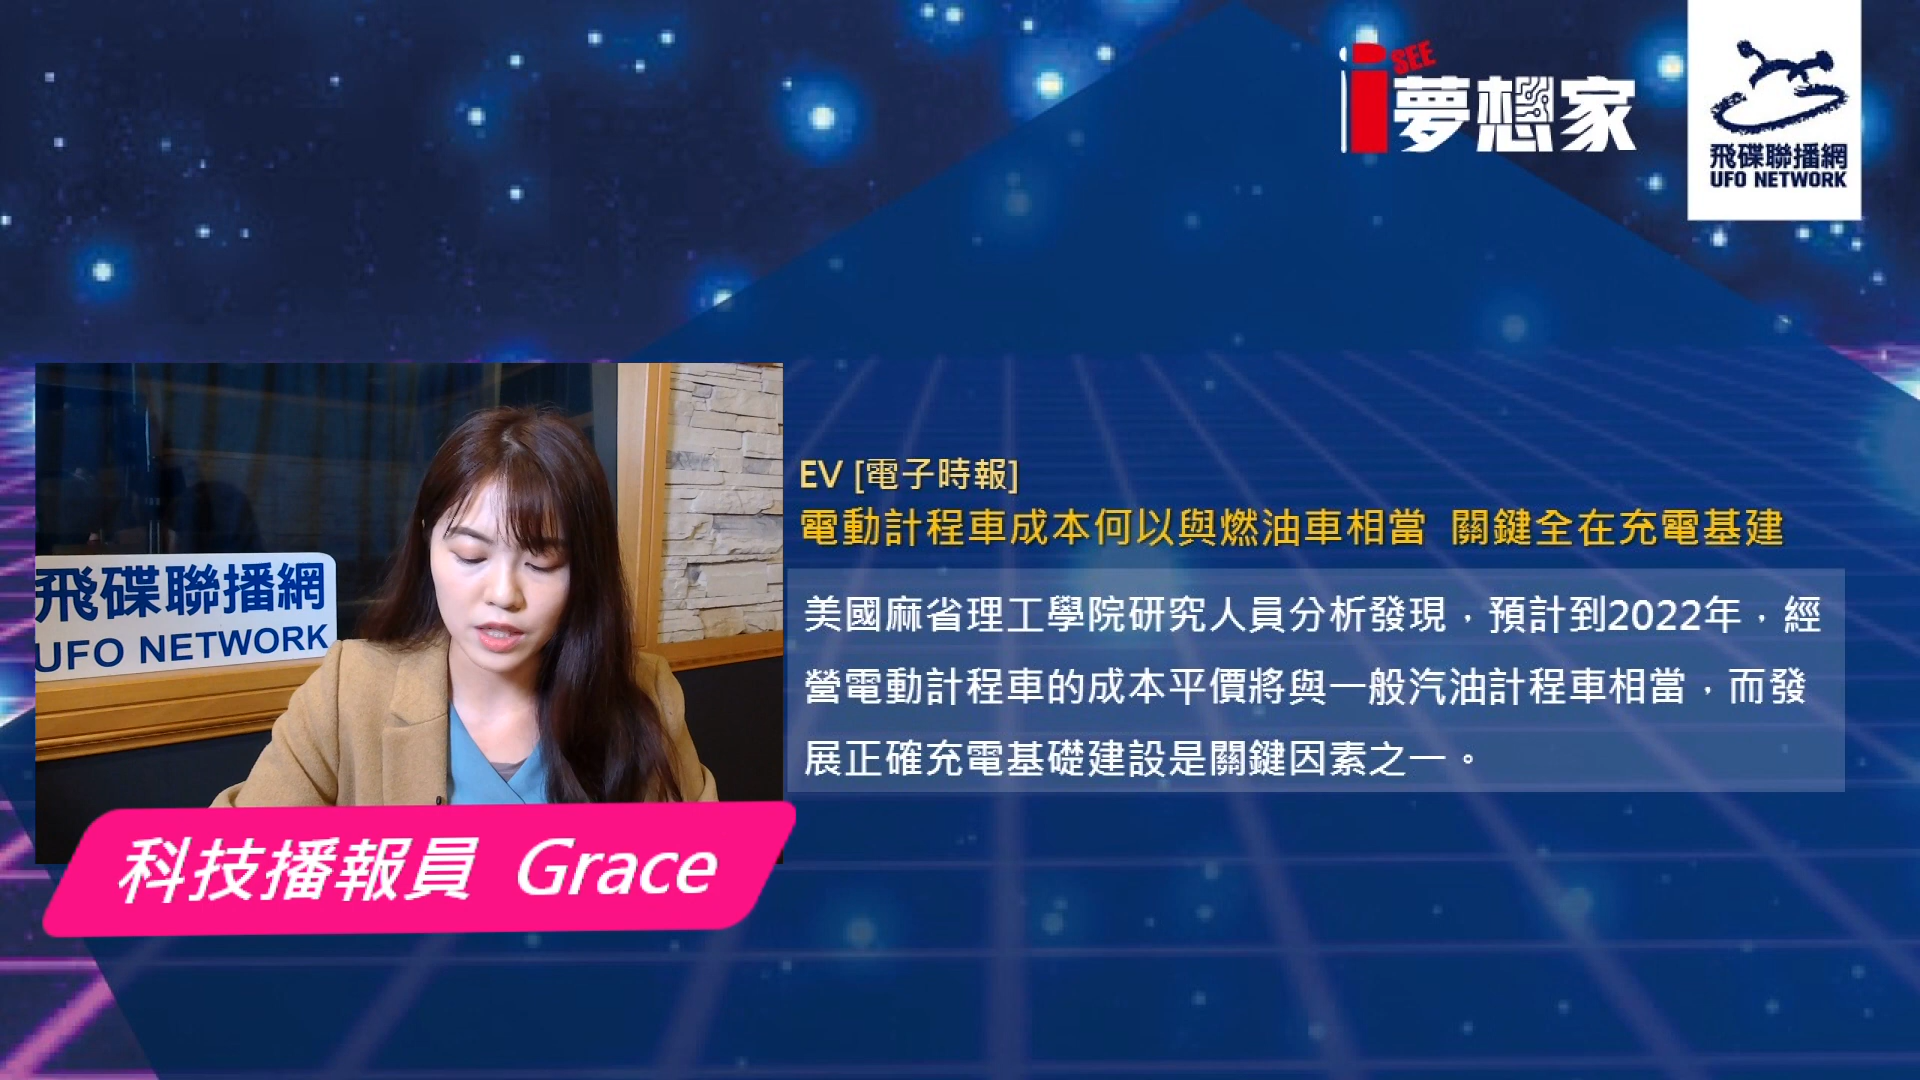 i SEE
夢想家
飛碟聯播網
UFO NETWORK
EV [電子時報]
電動計程車成本何以與燃油車相當 關鍵全在充電基建
美國麻省理工學院研究人員分析發現，預計到2022年，經
營電動計程車的成本平價將與一般汽油計程車相當，而發
展正確充電基礎建設是關鍵因素之一。
飛碟聯播網
UFO NETWORK
科技播報員 Grace